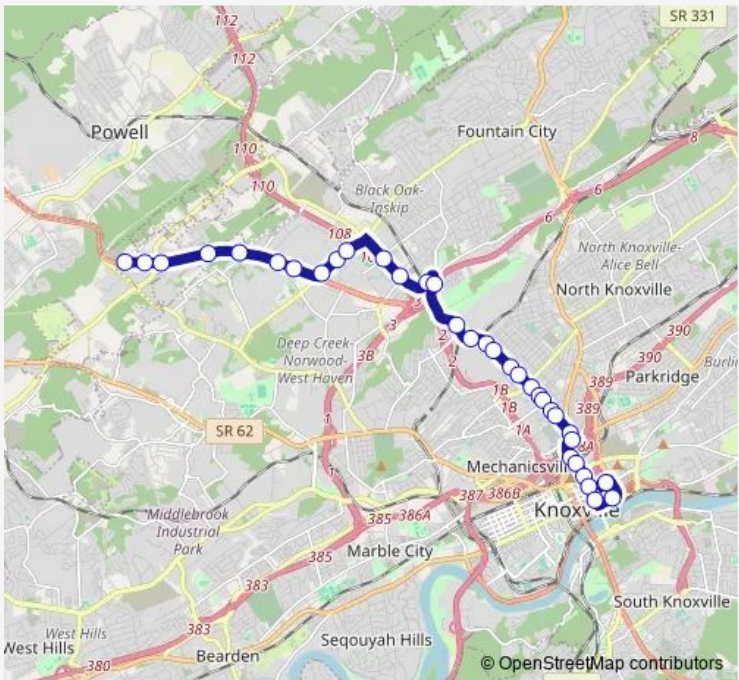 SR 331
112
112
Powell
Fountain City
8
110
110
Black Oak-
Inskip
6
6
108
North Knoxville-
Alice Bell
North Knoxville
3
Deep Creek-
Norwood-
West Haven
3B
2
2
390
390
Parkridge
389
389
1B
1B
1A
1
1
SR 62
Mechanicsvill
387
386B
Knoxville
Middlebrook
Industrial
Park
385
386A
Marble City
385
383
383
South Knoxville
West Hills
West Hills
380
Bearden
Seqouyah Hills
© OpenStreetMap contributors